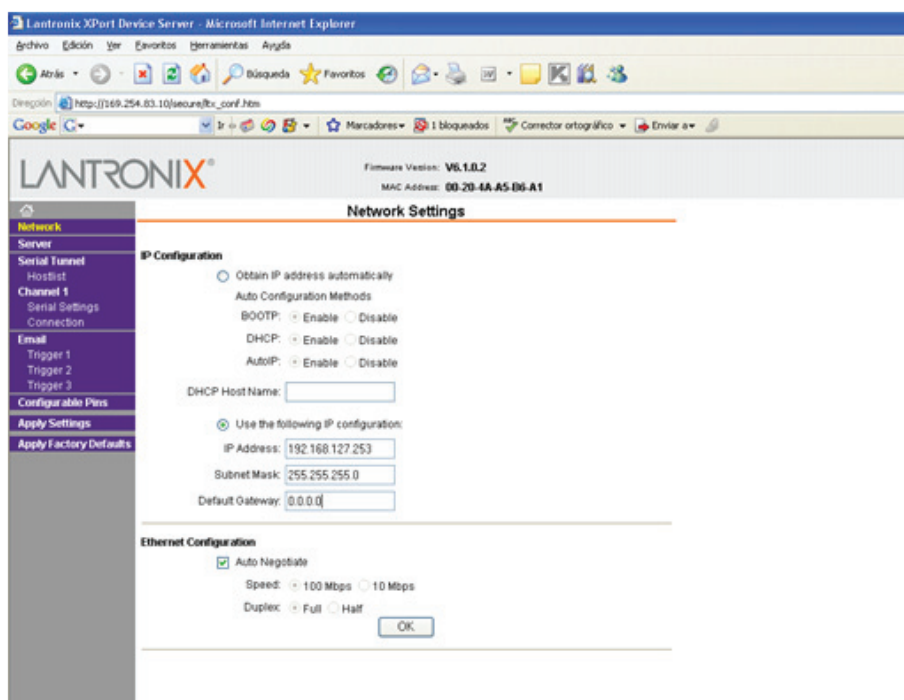 Lantronix XPort Device Server - Microsoft Internet Explorer
Archivo Edición Ver Favoritos Herramientas Ayuda
Atrás Búsqueda Favoritos
Dirección http://169.254.83.10/secure/ltx_conf.htm
Google Ir Marcadores 1 bloqueados Corrector ortográfico Enviar a
LANTRONIX®
Firmware Version: V6.1.0.2
MAC Address: 00-20-4A-A5-B6-A1
Network
Server
Serial Tunnel
Hostlist
Channel 1
Serial Settings
Connection
Email
Trigger 1
Trigger 2
Trigger 3
Configurable Pins
Apply Settings
Apply Factory Defaults
Network Settings
IP Configuration
Obtain IP address automatically
Auto Configuration Methods
BOOTP: Enable Disable
DHCP: Enable Disable
AutoIP: Enable Disable
DHCP Host Name:
Use the following IP configuration:
IP Address: 192.168.127.253
Subnet Mask: 255.255.255.0
Default Gateway: 0.0.0.0
Ethernet Configuration
Auto Negotiate
Speed: 100 Mbps 10 Mbps
Duplex: Full Half
OK